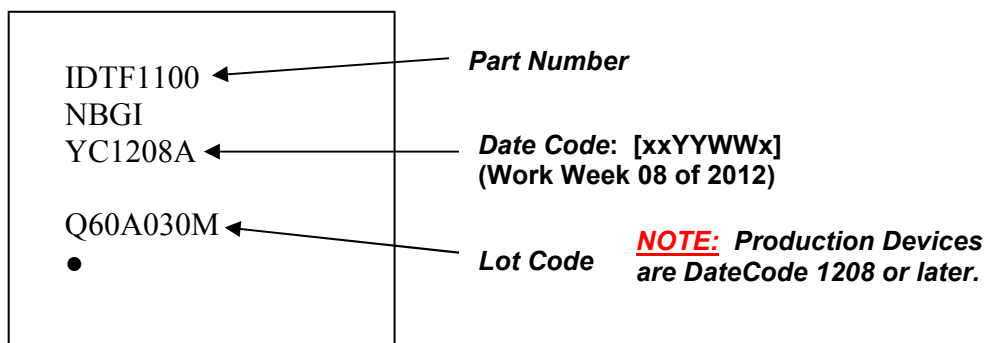 IDTF1100
NBGI
YC1208A
Q60A030M
●
Part Number
Date Code: [xxYYWWx]
(Work Week 08 of 2012)
Lot Code
NOTE: Production Devices
are DateCode 1208 or later.